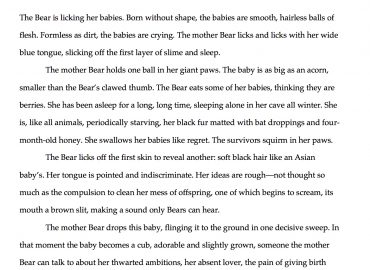 The Bear is licking her babies. Born without shape, the babies are smooth, hairless balls of
flesh. Formless as dirt, the babies are crying. The mother Bear licks and licks with her wide
blue tongue, slicking off the first layer of slime and sleep.
The mother Bear holds one ball in her giant paws. The baby is as big as an acorn,
smaller than the Bear's clawed thumb. The Bear eats some of her babies, thinking they are
berries. She has been asleep for a long, long time, sleeping alone in her cave all winter. She
is, like all animals, periodically starving, her black fur matted with bat droppings and four-
month-old honey. She swallows her babies like regret. The survivors squirm in her paws.
The Bear licks off the first skin to reveal another: soft black hair like an Asian
baby's. Her tongue is pointed and indiscriminate. Her ideas are rough—not thought so
much as the compulsion to clean her mess of offspring, one of which begins to scream, its
mouth a brown slit, making a sound only Bears can hear.
The mother Bear drops this baby, flinging it to the ground in one decisive sweep. In
that moment the baby becomes a cub, adorable and slightly grown, someone the mother
Bear can talk to about her thwarted ambitions, her absent lover, the pain of giving birth